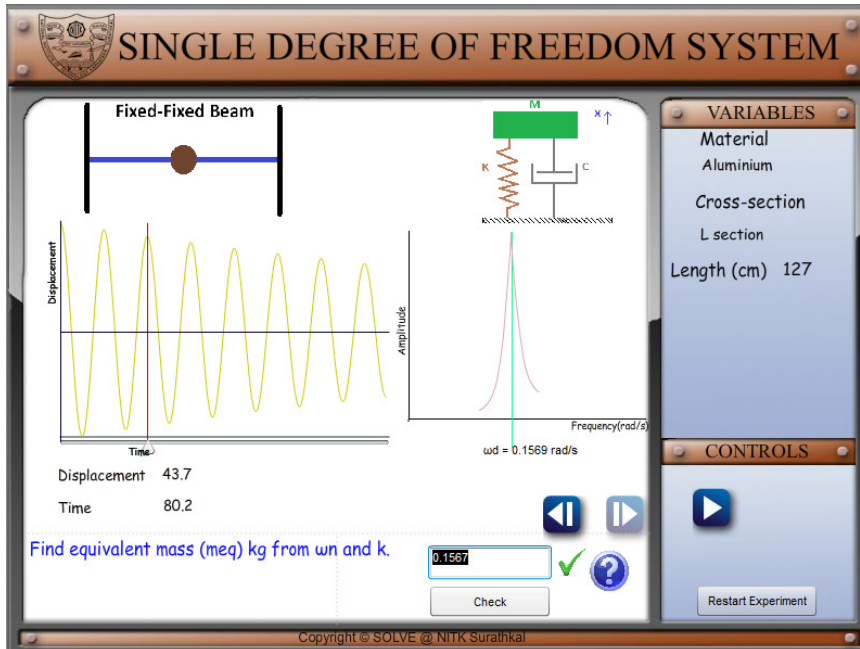 SINGLE DEGREE OF FREEDOM SYSTEM
Fixed-Fixed Beam
M
X↑
K
C
Displacement
Time
Amplitude
Frequency(rad/s)
ωd = 0.1569 rad/s
Displacement 43.7
Time 80.2
Find equivalent mass (meq) kg from ωn and k.
0.1567
Check
VARIABLES
Material
Aluminium
Cross-section
L section
Length (cm) 127
CONTROLS
Restart Experiment
Copyright © SOLVE @ NITK Surathkal